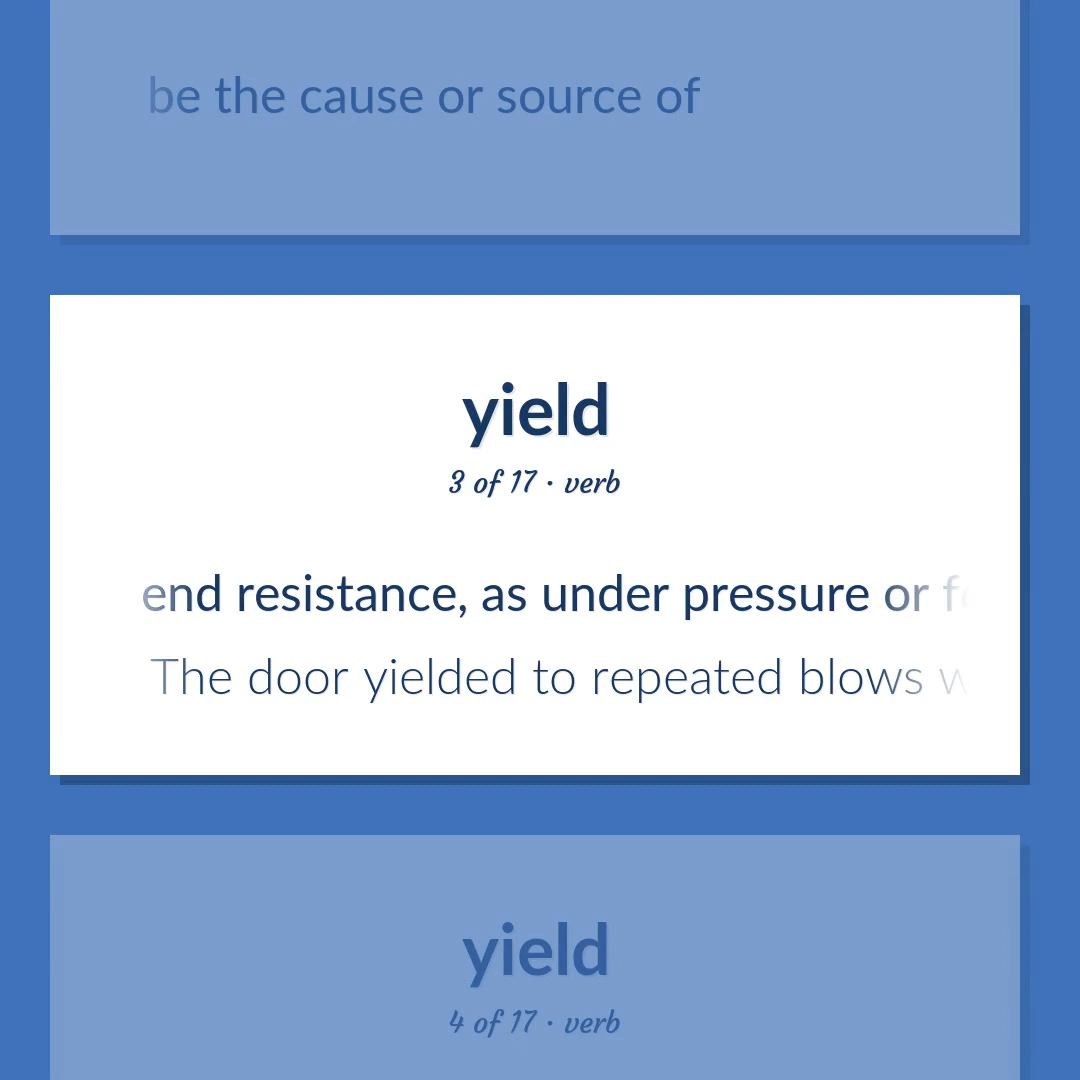 be the cause or source of
yield
3 of 17 · verb
end resistance, as under pressure or
The door yielded to repeated blows
yield
4 of 17 · verb